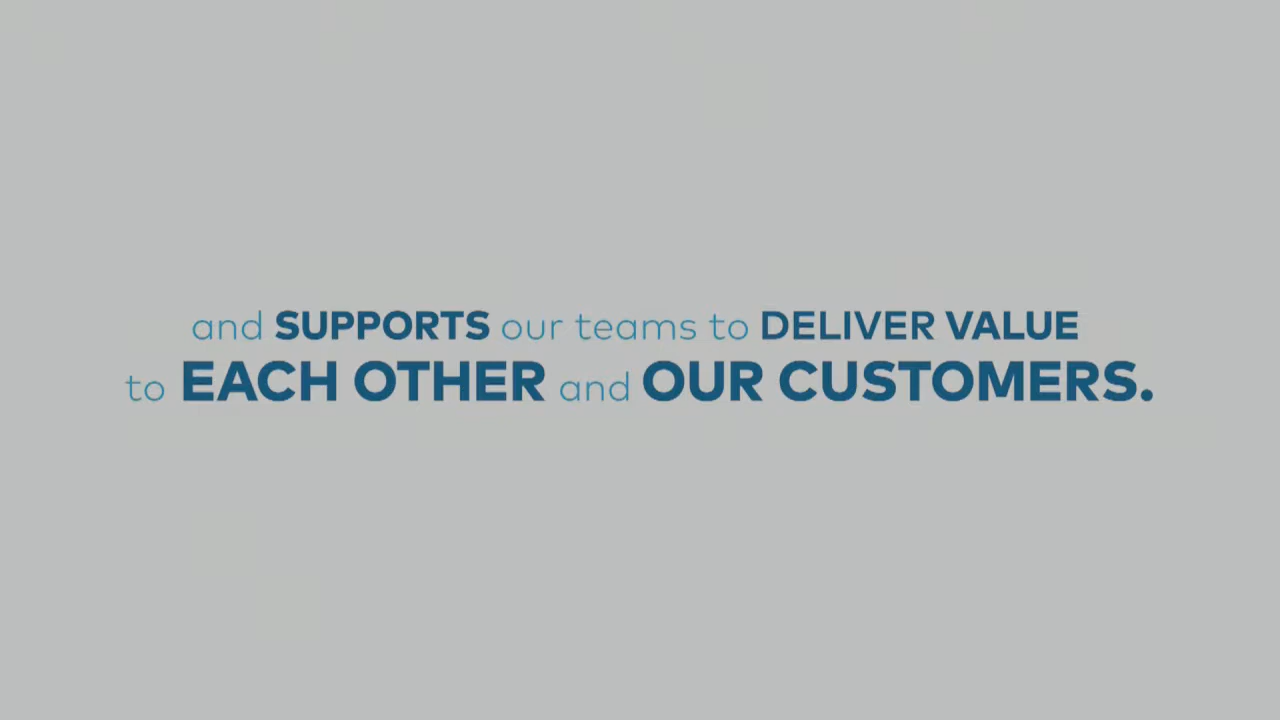 and SUPPORTS our teams to DELIVER VALUE
to EACH OTHER and OUR CUSTOMERS.